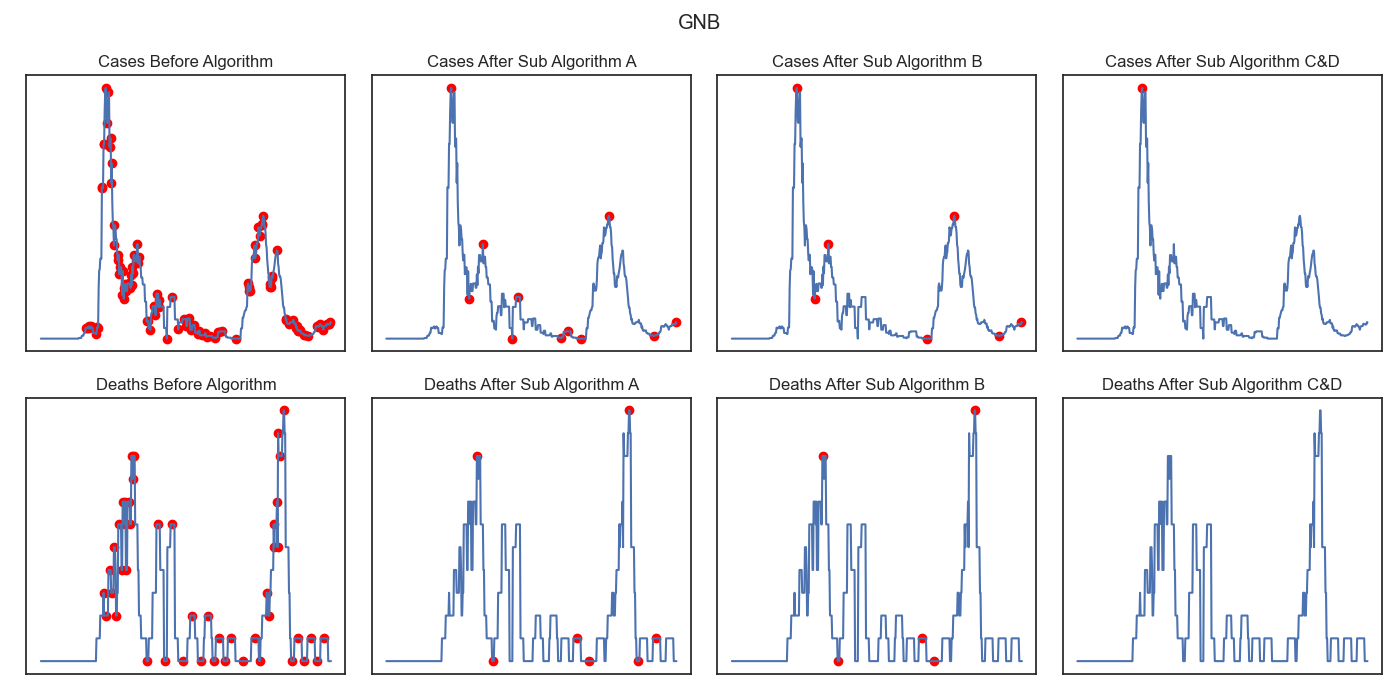 GNB
Cases Before Algorithm
Cases After Sub Algorithm A
Cases After Sub Algorithm B
Cases After Sub Algorithm C&D
Deaths Before Algorithm
Deaths After Sub Algorithm A
Deaths After Sub Algorithm B
Deaths After Sub Algorithm C&D